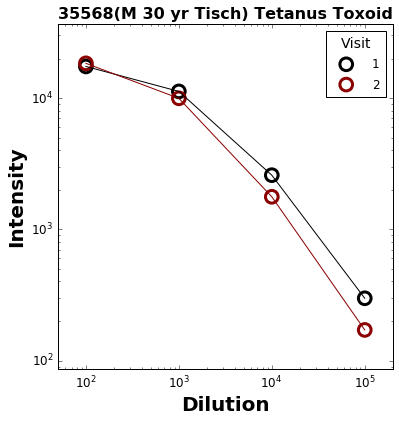 35568(M 30 yr Tisch) Tetanus Toxoid
Visit
1
2
10⁴
10³
10²
Intensity
10² 10³ 10⁴ 10⁵
Dilution